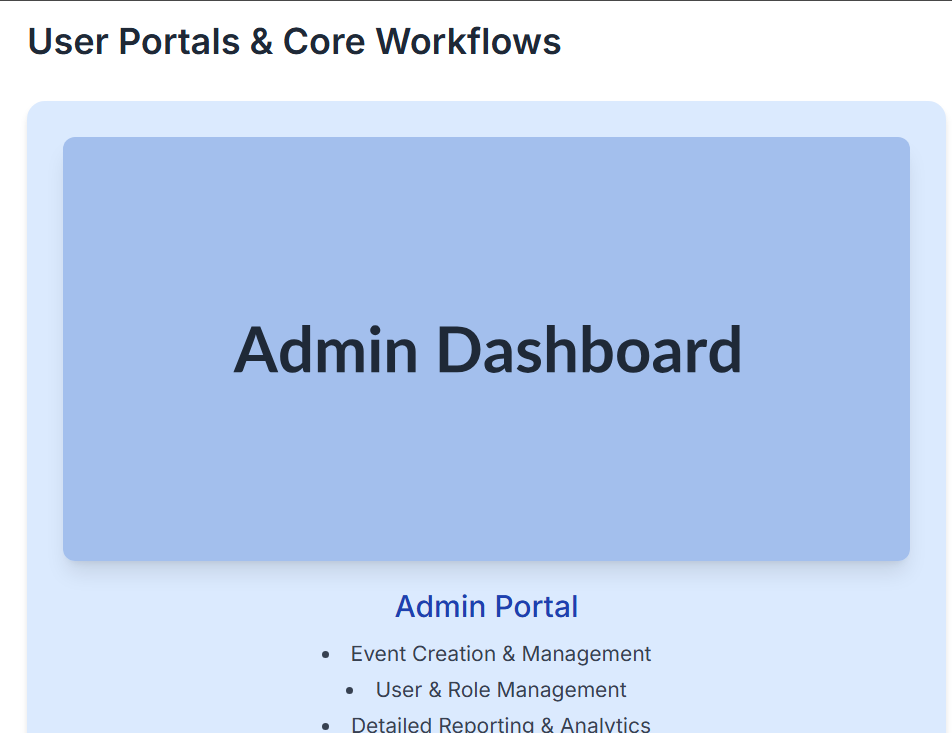 User Portals & Core Workflows
Admin Dashboard
Admin Portal
• Event Creation & Management
• User & Role Management
• Detailed Reporting & Analytics